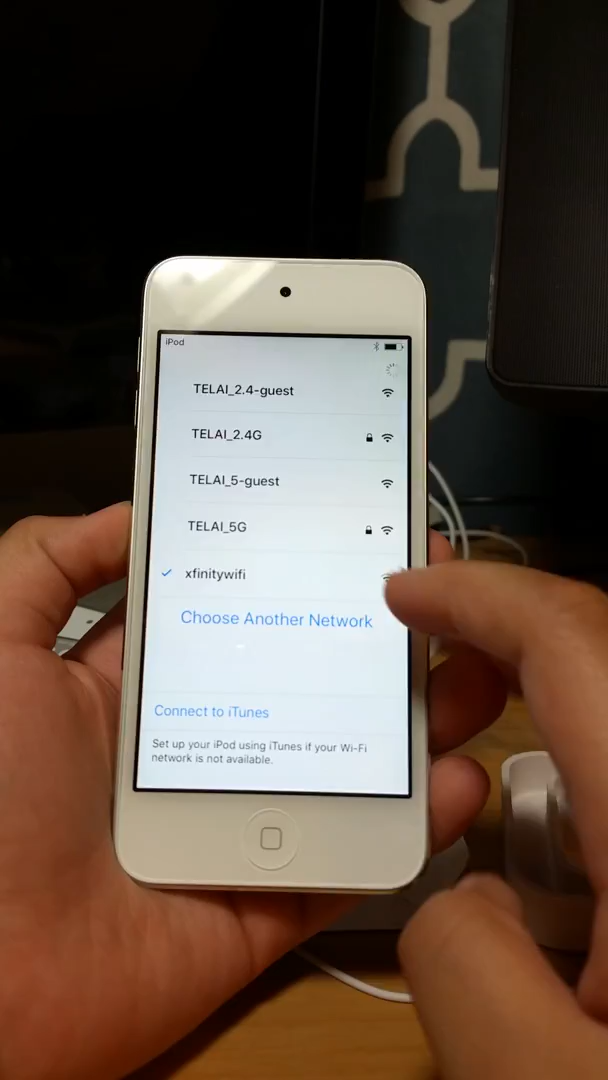 iPod
TELAI_2.4-guest
TELAI_2.4G
TELAI_5-guest
TELAI_5G
xfinitywifi
Choose Another Network
Connect to iTunes
Set up your iPod using iTunes if your Wi-Fi
network is not available.